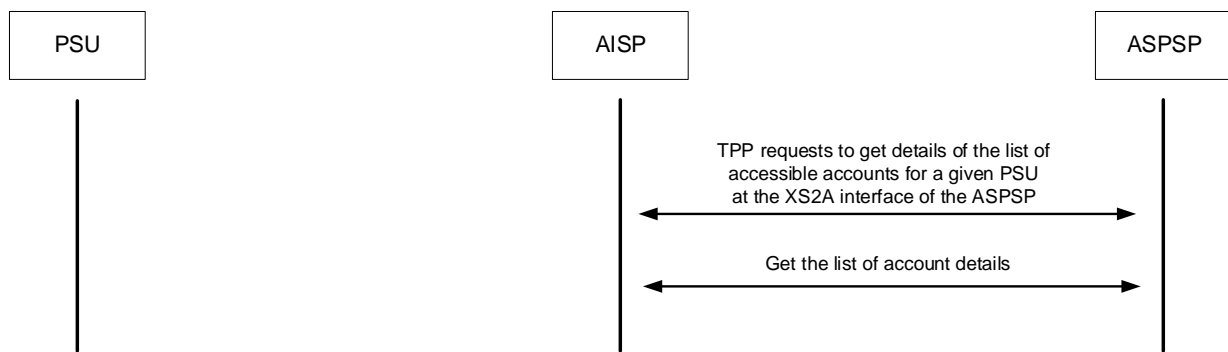 PSU
AISP
ASPSP
TPP requests to get details of the list of
accessible accounts for a given PSU
at the XS2A interface of the ASPSP
Get the list of account details